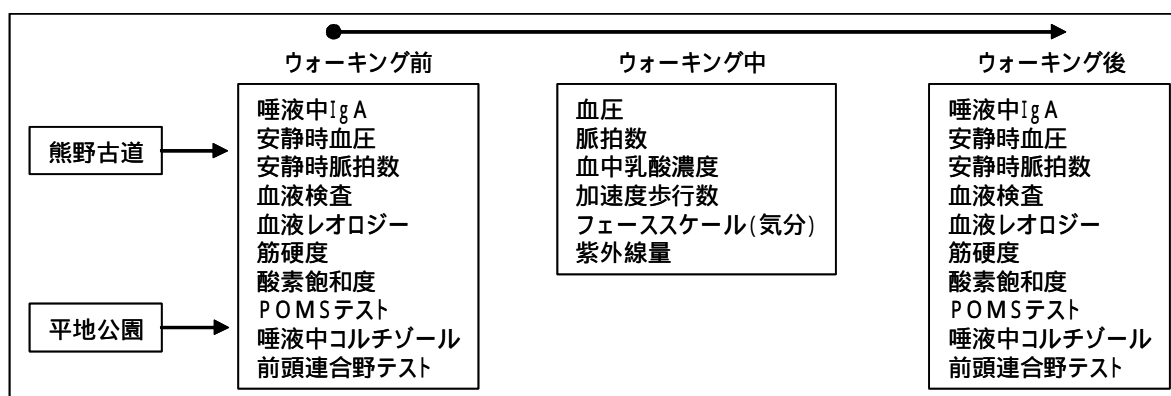 ウォーキング前
ウォーキング中
ウォーキング後
熊野古道
平地公園
唾液中IgA
安静時血圧
安静時脈拍数
血液検査
血液レオロジー
筋硬度
酸素飽和度
POMSテスト
唾液中コルチゾール
前頭連合野テスト
血圧
脈拍数
血中乳酸濃度
加速度歩行数
フェーススケール(気分)
紫外線量
唾液中IgA
安静時血圧
安静時脈拍数
血液検査
血液レオロジー
筋硬度
酸素飽和度
POMSテスト
唾液中コルチゾール
前頭連合野テスト